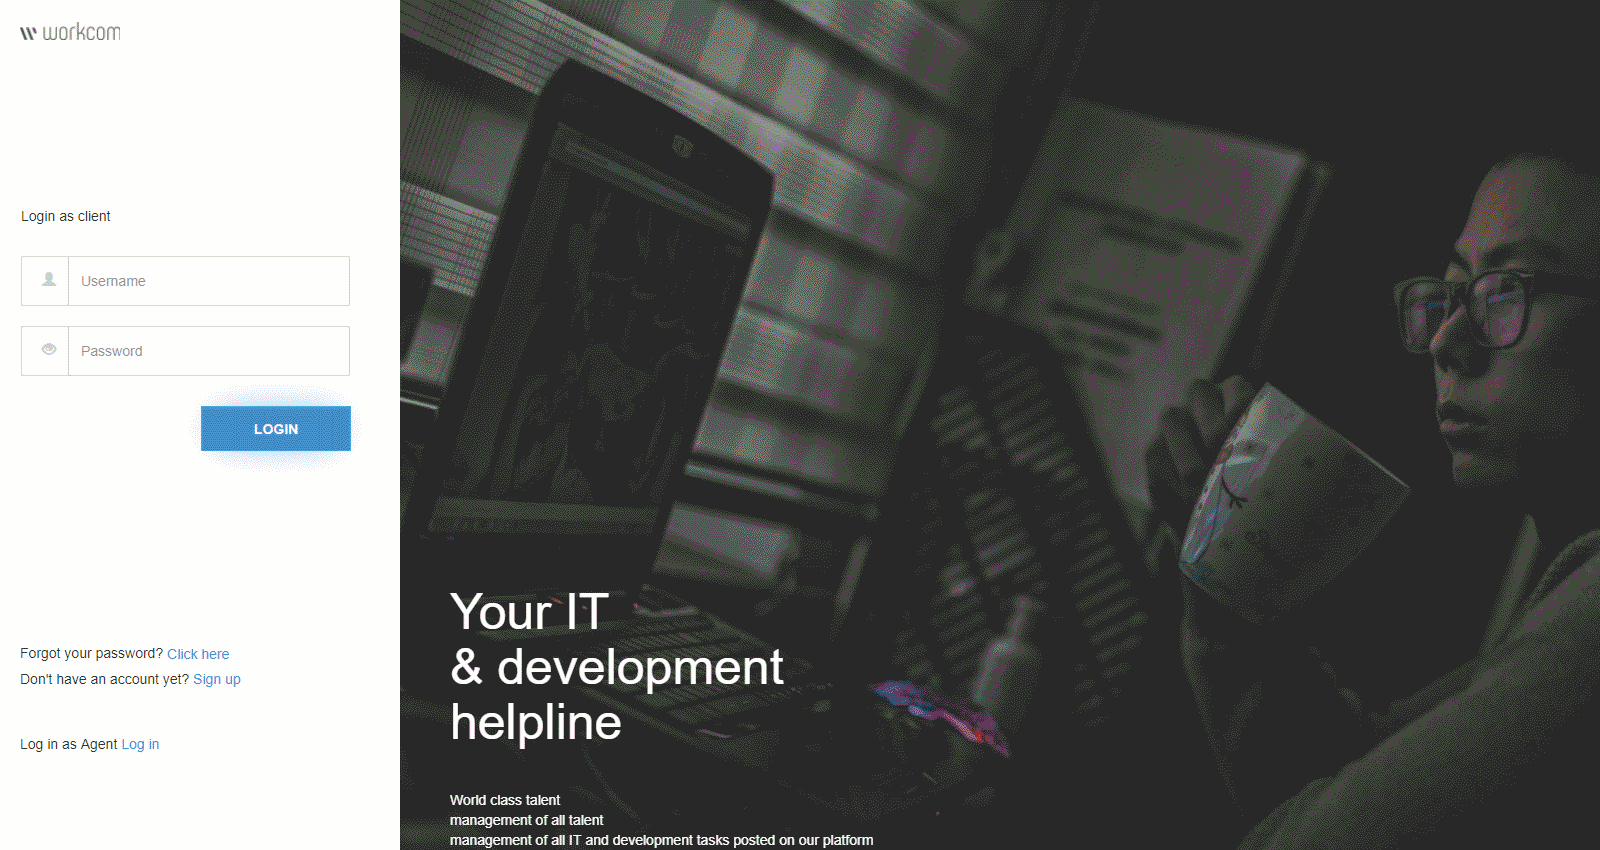 workcom
Login as client
Username
Password
LOGIN
Forgot your password? Click here
Don't have an account yet? Sign up
Log in as Agent Log in
Your IT
& development
helpline
World class talent
management of all talent
management of all IT and development tasks posted on our platform